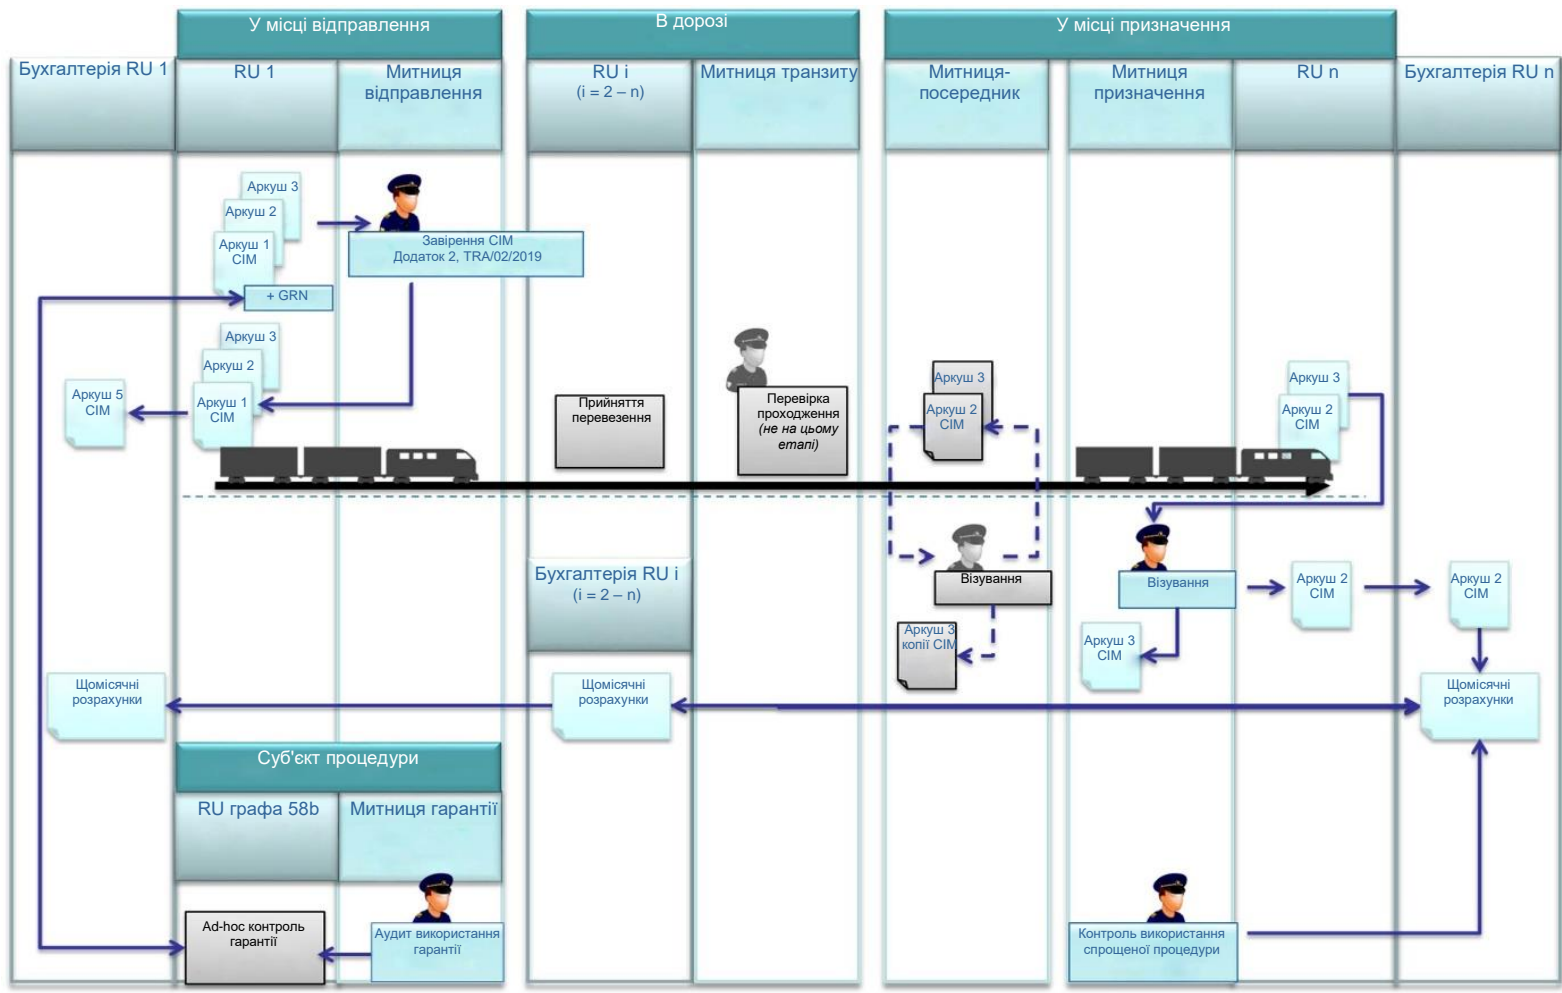 У місці відправлення
В дорозі
У місці призначення
Бухгалтерія RU 1
RU 1
Митниця
відправлення
RU i
(i = 2 – n)
Митниця транзиту
Митниця-
посередник
Митниця
призначення
RU n
Бухгалтерія RU n
Аркуш 3
Аркуш 2
Аркуш 1
CIM
+ GRN
Завірення CIM
Додаток 2, TRA/02/2019
Аркуш 3
Аркуш 2
Аркуш 1
CIM
Аркуш 5
CIM
Прийняття
перевезення
Перевірка
проходження
(не на цьому
етапі)
Аркуш 3
Аркуш 2
CIM
Аркуш 3
Аркуш 2
CIM
Бухгалтерія RU i
(i = 2 – n)
Візування
Аркуш 3
копії CIM
Візування
Аркуш 3
CIM
Аркуш 2
CIM
Аркуш 2
CIM
Щомісячні
розрахунки
Щомісячні
розрахунки
Щомісячні
розрахунки
Суб'єкт процедури
RU графа 58b
Митниця гарантії
Ad-hoc контроль
гарантії
Аудит використання
гарантії
Контроль використання
спрощеної процедури